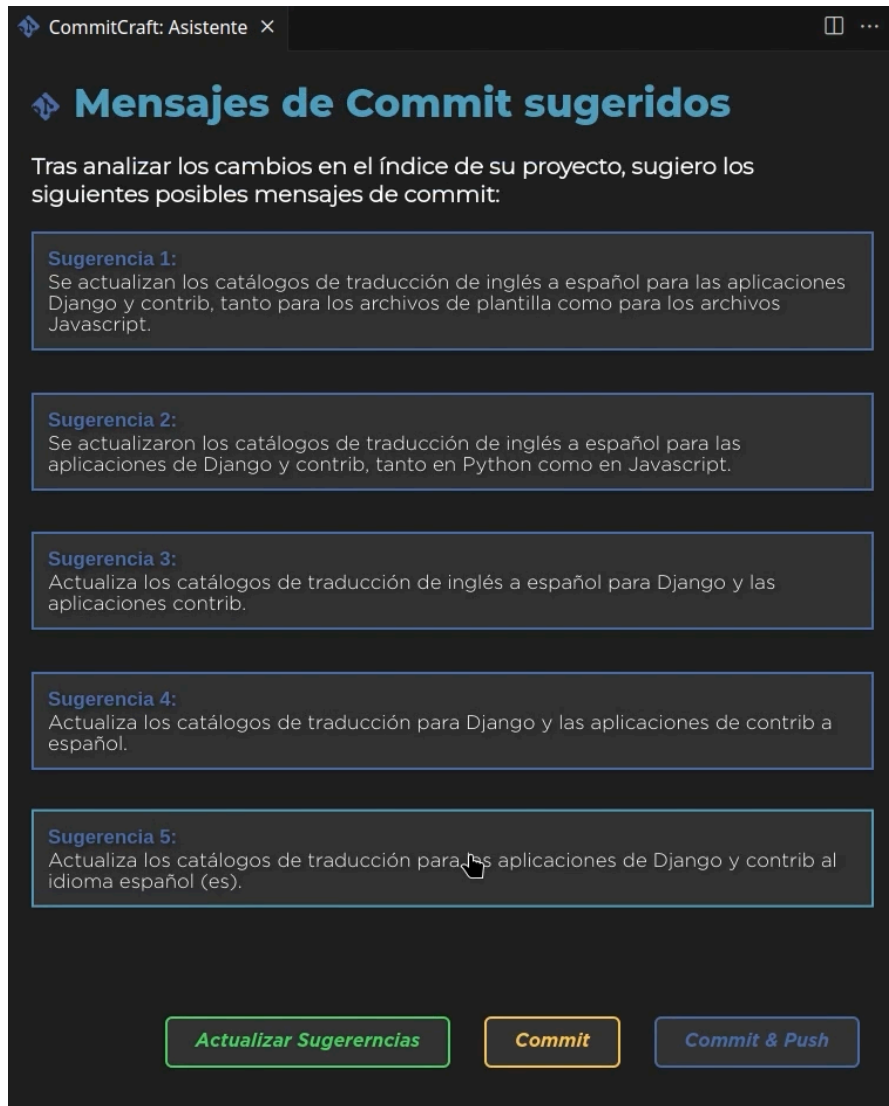 CommitCraft: Asistente
Mensajes de Commit sugeridos
Tras analizar los cambios en el índice de su proyecto, sugiero los
siguientes posibles mensajes de commit:
Sugerencia 1:
Se actualizan los catálogos de traducción de inglés a español para las aplicaciones
Django y contrib, tanto para los archivos de plantilla como para los archivos
Javascript.
Sugerencia 2:
Se actualizaron los catálogos de traducción de inglés a español para las
aplicaciones de Django y contrib, tanto en Python como en Javascript.
Sugerencia 3:
Actualiza los catálogos de traducción de inglés a español para Django y las
aplicaciones contrib.
Sugerencia 4:
Actualiza los catálogos de traducción para Django y las aplicaciones de contrib a
español.
Sugerencia 5:
Actualiza los catálogos de traducción para las aplicaciones de Django y contrib al
idioma español (es).
Actualizar Sugererncias
Commit
Commit & Push